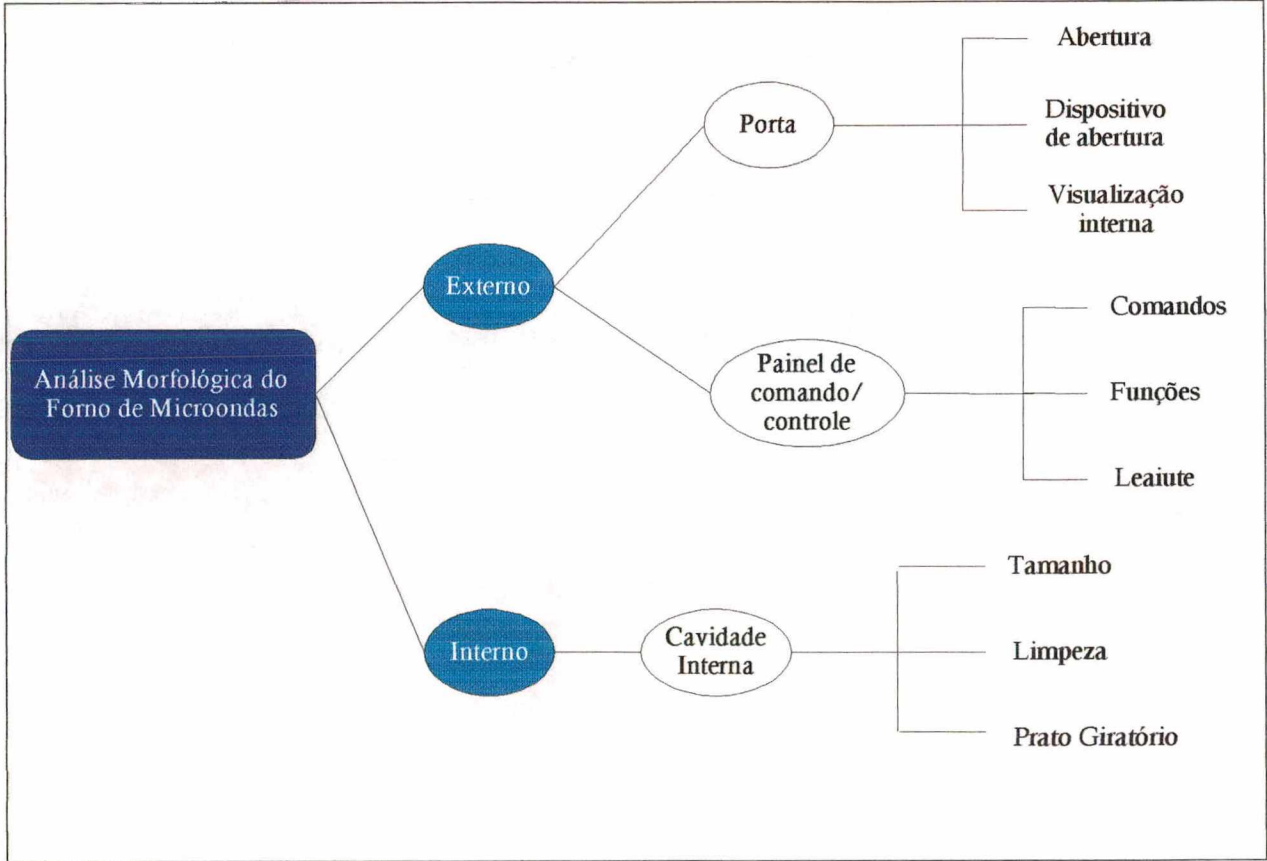 Análise Morfológica do
Forno de Microondas
Externo
Porta
Abertura
Dispositivo
de abertura
Visualização
interna
Painel de
comando/
controle
Comandos
Funções
Leaiute
Interno
Cavidade
Interna
Tamanho
Limpeza
Prato Giratório